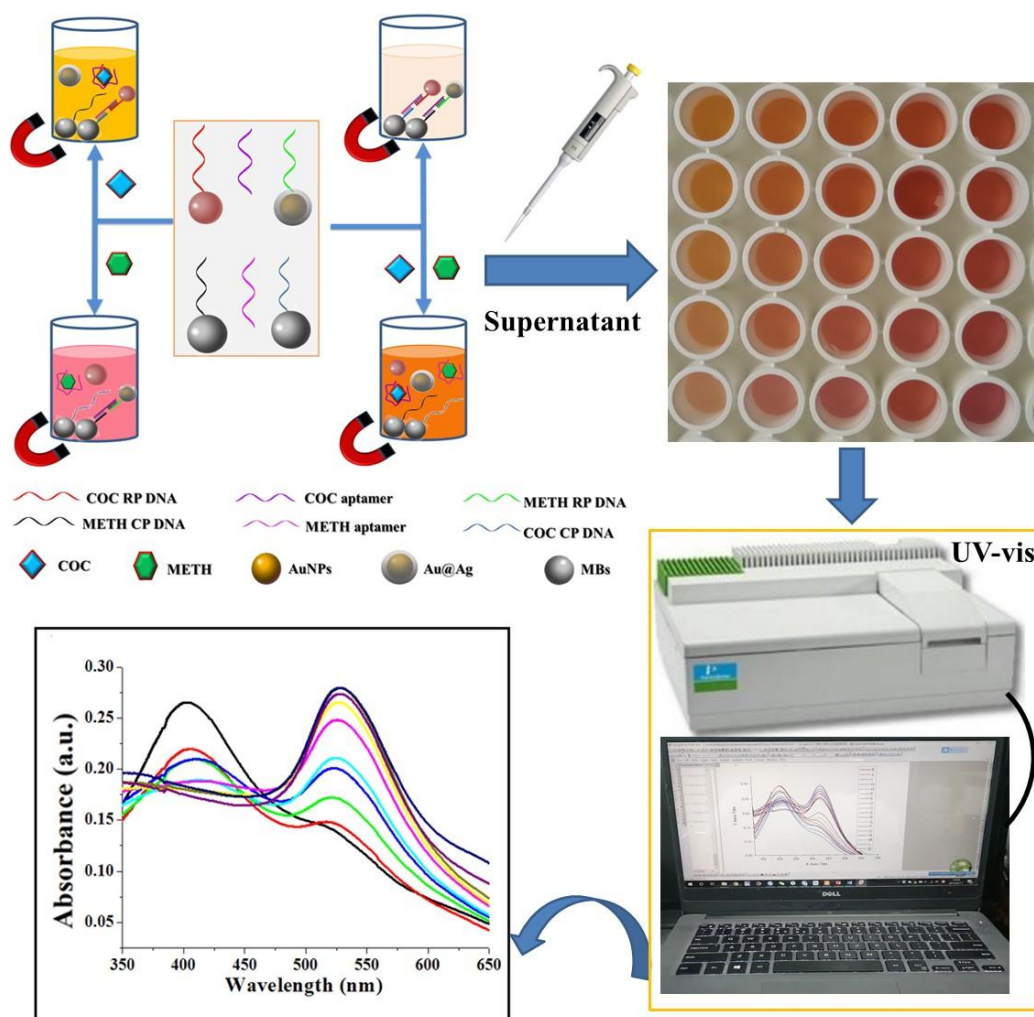 Supernatant
COC RP DNA
COC aptamer
METH RP DNA
METH CP DNA
METH aptamer
COC CP DNA
COC
METH
AuNPs
Au@Ag
MBs
UV-vis
DELL
0.30
0.25
0.20
0.15
0.10
0.05
Absorbance (a.u.)
350 400 450 500 550 600 650
Wavelength (nm)